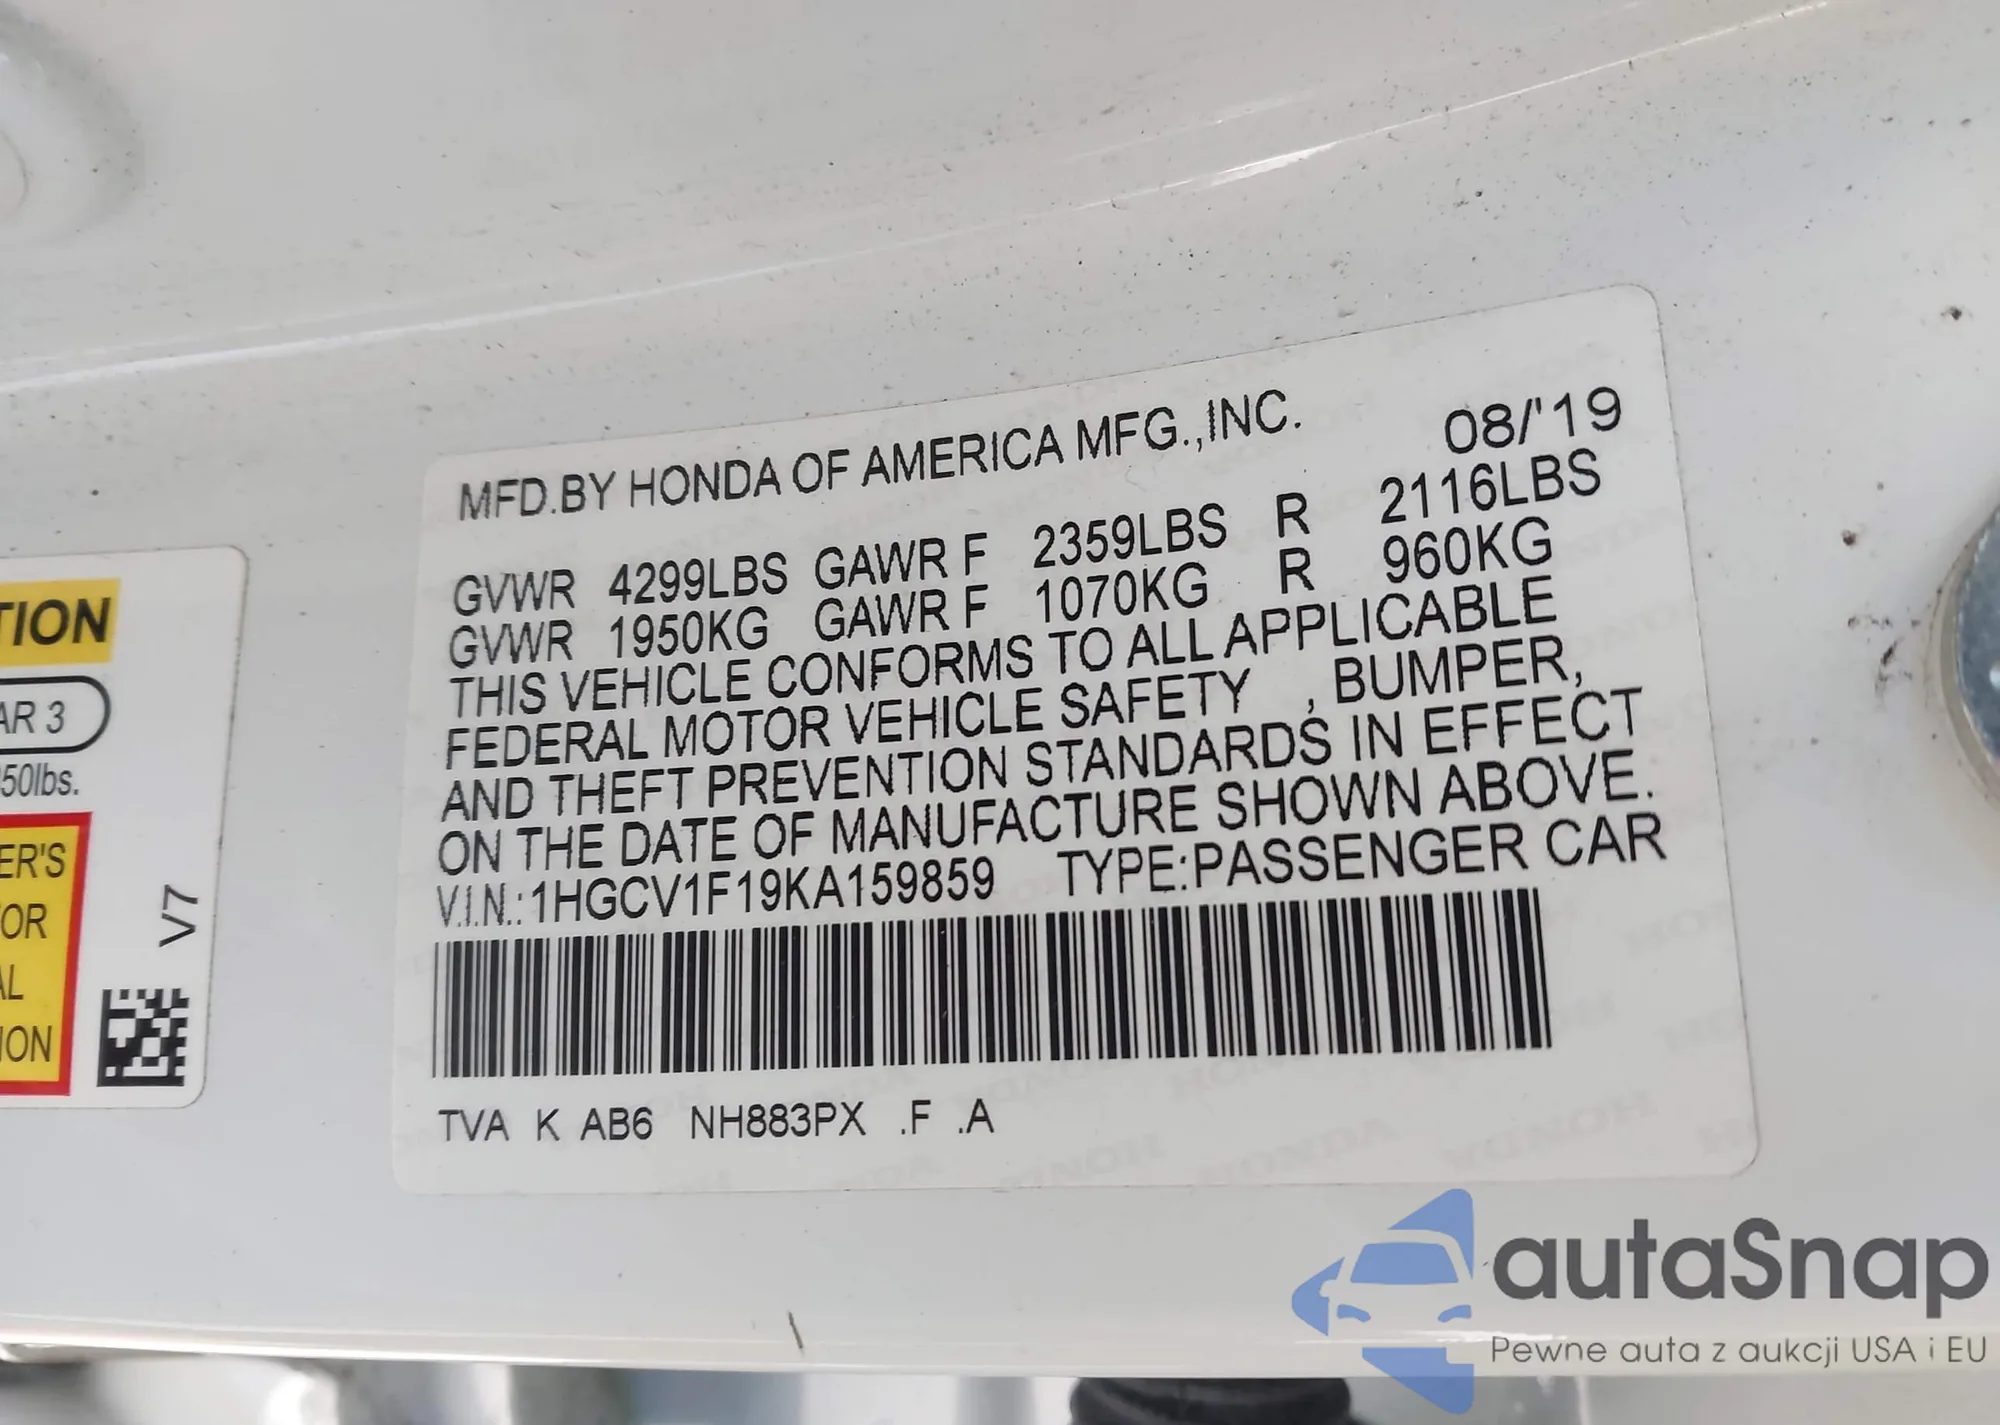 MFD.BY HONDA OF AMERICA MFG.,INC. 08/'19
GVWR 4299LBS GAWR F 2359LBS R 2116LBS
GVWR 1950KG GAWR F 1070KG R 960KG
THIS VEHICLE CONFORMS TO ALL APPLICABLE
FEDERAL MOTOR VEHICLE SAFETY , BUMPER,
AND THEFT PREVENTION STANDARDS IN EFFECT
ON THE DATE OF MANUFACTURE SHOWN ABOVE.
V.I.N.:1HGCV1F19KA159859 TYPE:PASSENGER CAR
TVA K AB6 NH883PX .F .A
TION
AR 3
50lbs.
ER'S
OR
AL
ION
V7
autaSnap
Pewne auta z aukcji USA i EU